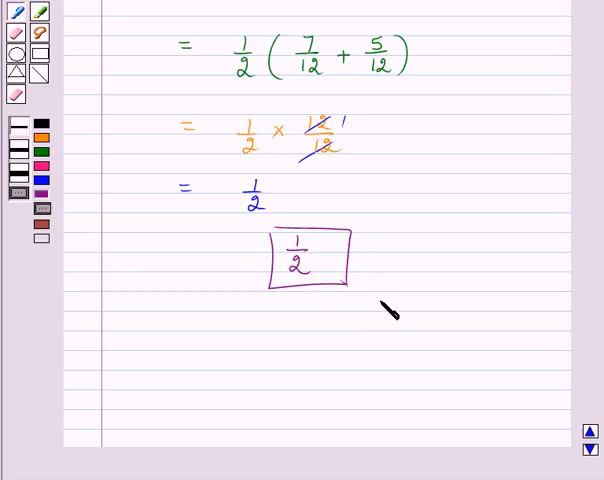 = 1/2 ( 7/12 + 5/12 )
= 1/2 × 12/12 1
= 1/2
1/2